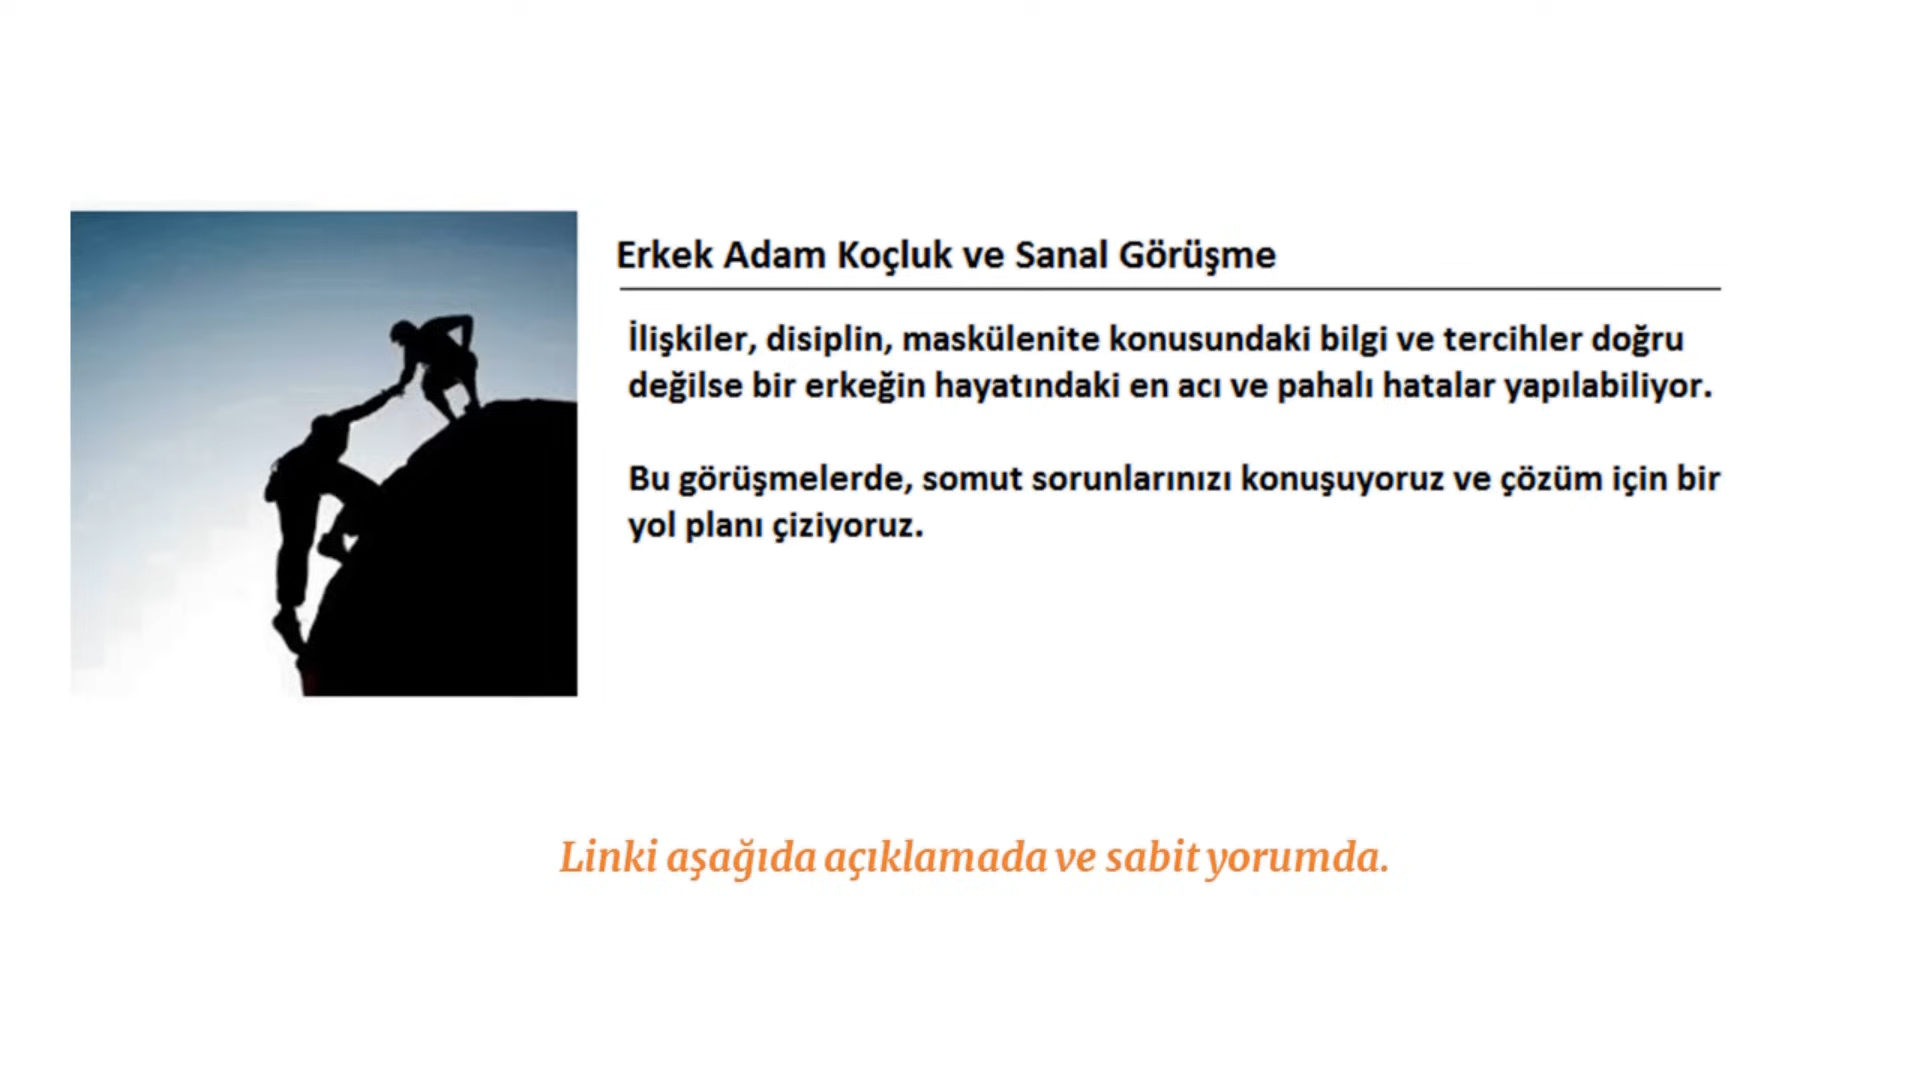 Erkek Adam Koçluk ve Sanal Görüşme
İlişkiler, disiplin, maskülenite konusundaki bilgi ve tercihler doğru
değilse bir erkeğin hayatındaki en acı ve pahalı hatalar yapılabiliyor.
Bu görüşmelerde, somut sorunlarınızı konuşuyoruz ve çözüm için bir
yol planı çiziyoruz.
Linki aşağıda açıklamada ve sabit yorumda.